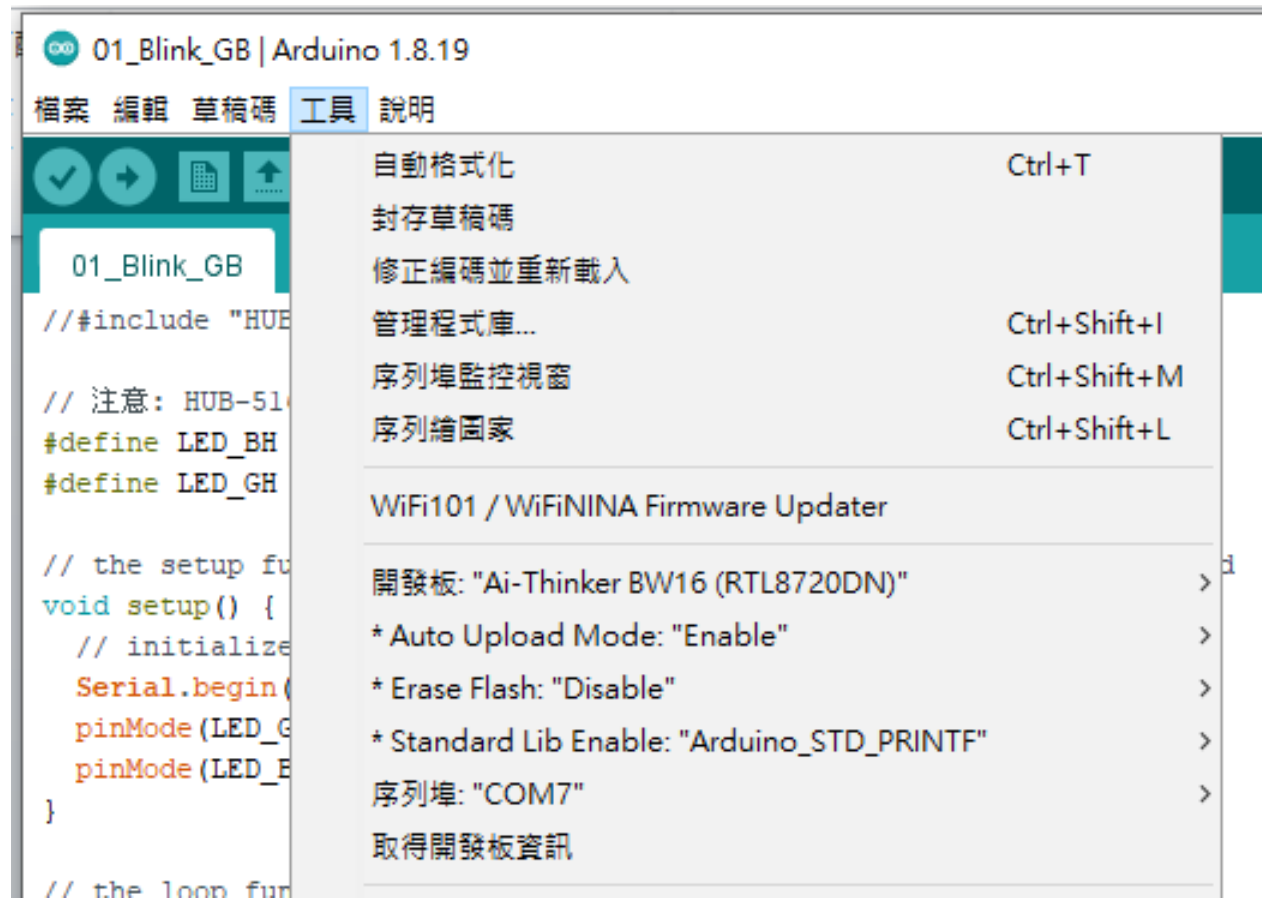 01_Blink_GB | Arduino 1.8.19
檔案 編輯 草稿碼 工具 說明
自動格式化 Ctrl+T
封存草稿碼
修正編碼並重新載入
管理程式庫... Ctrl+Shift+I
序列埠監控視窗 Ctrl+Shift+M
序列繪圖家 Ctrl+Shift+L
WiFi101 / WiFiNINA Firmware Updater
開發板: "Ai-Thinker BW16 (RTL8720DN)"
* Auto Upload Mode: "Enable"
* Erase Flash: "Disable"
* Standard Lib Enable: "Arduino_STD_PRINTF"
序列埠: "COM7"
取得開發板資訊
01_Blink_GB
//#include "HUB
// 注意: HUB-51
#define LED_BH
#define LED_GH
// the setup fu
void setup() {
// initialize
Serial.begin(
pinMode(LED_G
pinMode(LED_B
}
// the loop fun